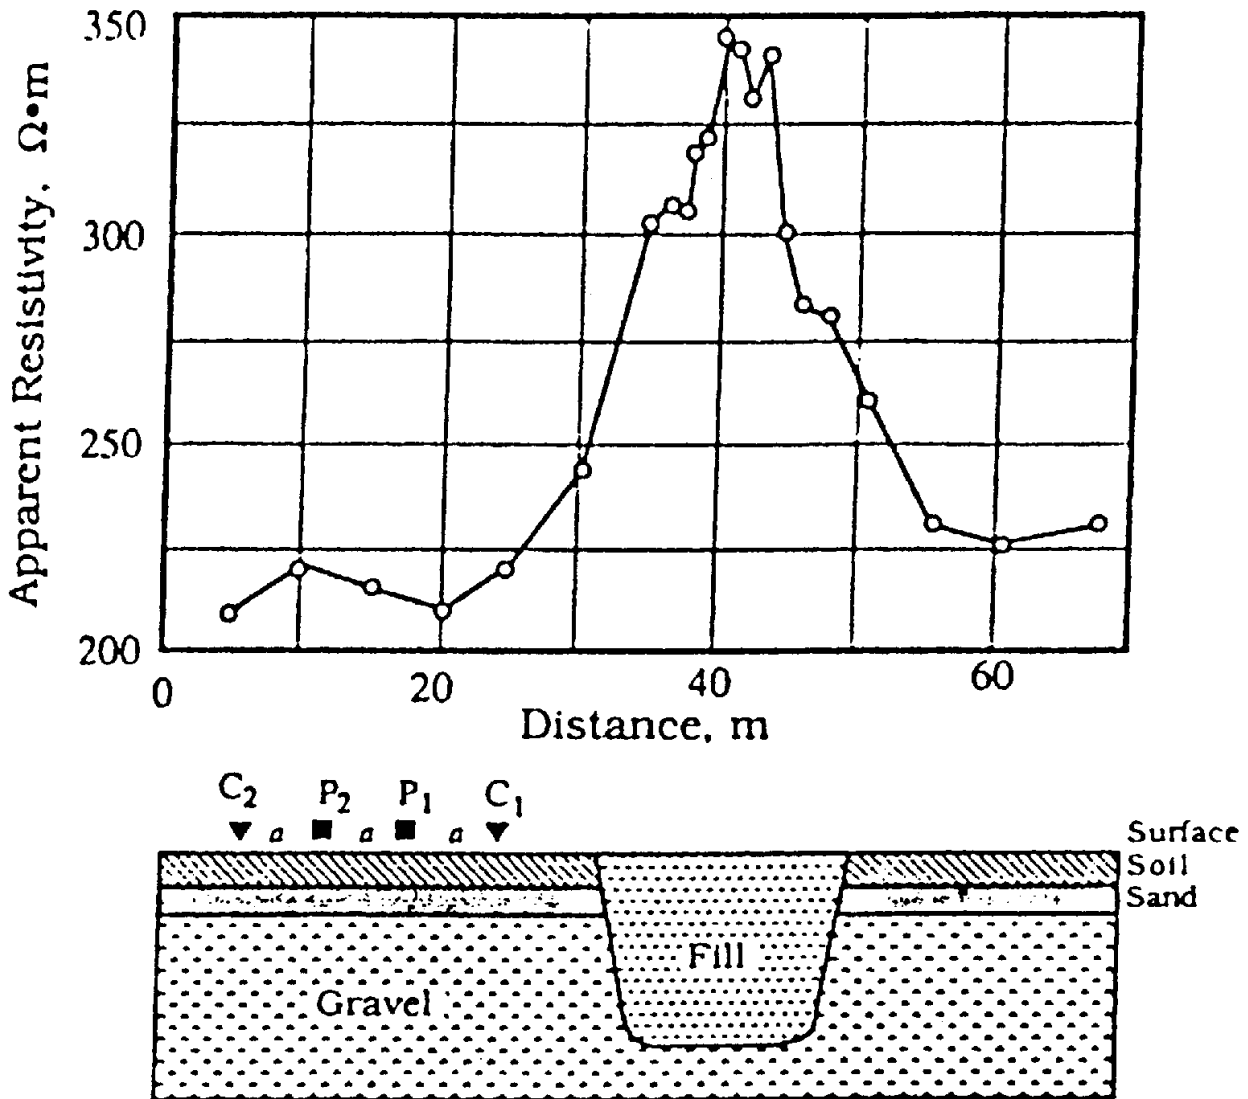 350
300
250
200
Apparent Resistivity, Ω•m
0 20 40 60
Distance, m
C2 P2 P1 C1
a a a
Surface
Soil
Sand
Fill
Gravel